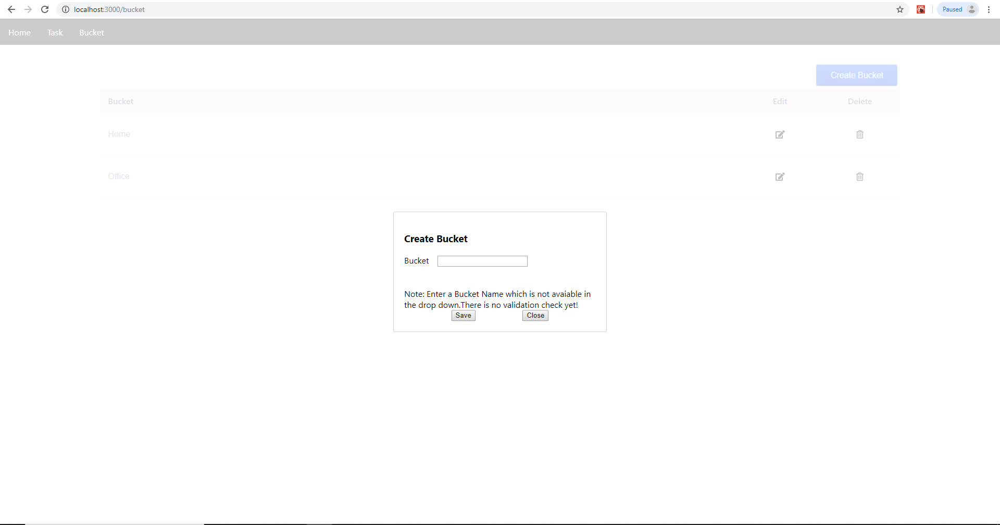 localhost:3000/bucket
Paused
Home Task Bucket
Create Bucket
Bucket Edit Delete
Home
Office
Create Bucket
Bucket
Note: Enter a Bucket Name which is not avaiable in
the drop down.There is no validation check yet!
Save Close